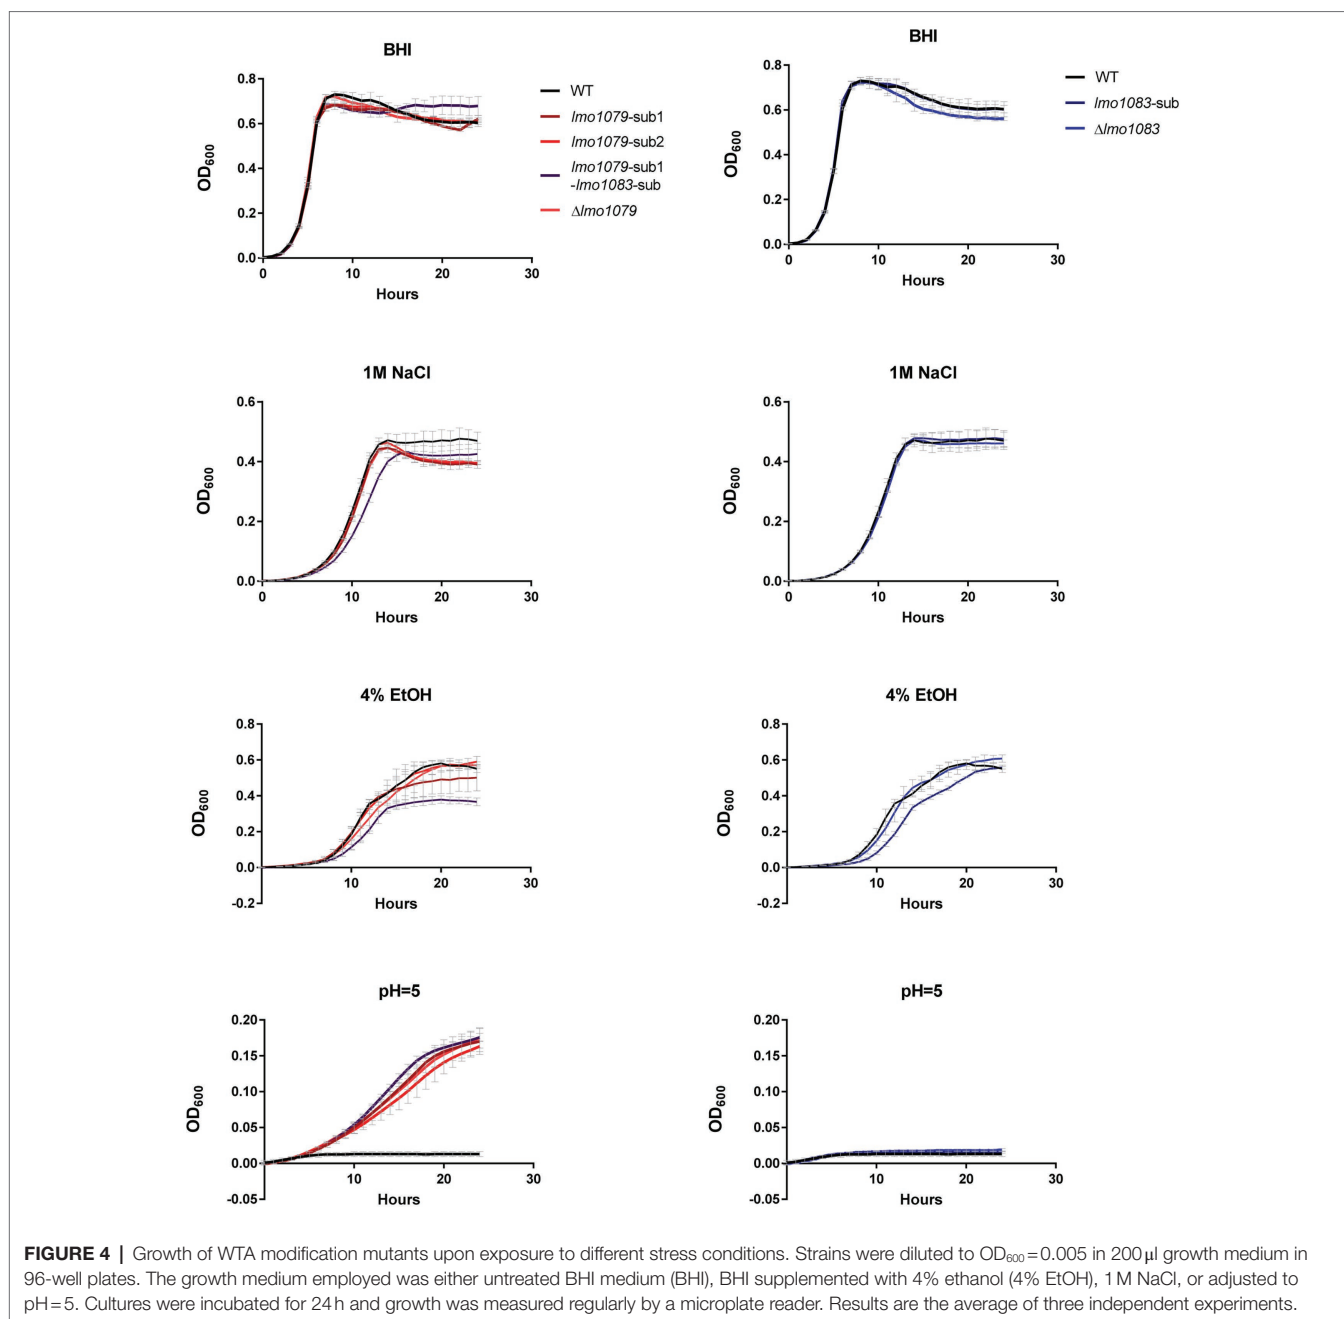 BHI
0.8
0.6
0.4
0.2
0.0
0
10
20
30
OD600
Hours
WT
lmo1079-sub1
lmo1079-sub2
lmo1079-sub1
-lmo1083-sub
Δlmo1079
BHI
0.8
0.6
0.4
0.2
0.0
0
10
20
30
OD600
Hours
WT
lmo1083-sub
Δlmo1083
1M NaCl
0.6
0.4
0.2
0.0
0
10
20
30
OD600
Hours
1M NaCl
0.6
0.4
0.2
0.0
0
10
20
30
OD600
Hours
4% EtOH
0.8
0.6
0.4
0.2
0.0
-0.2
10
20
30
OD600
Hours
4% EtOH
0.8
0.6
0.4
0.2
0.0
-0.2
10
20
30
OD600
Hours
pH=5
0.20
0.15
0.10
0.05
0.00
-0.05
10
20
30
OD600
Hours
pH=5
0.20
0.15
0.10
0.05
0.00
-0.05
10
20
30
OD600
Hours
FIGURE 4 | Growth of WTA modification mutants upon exposure to different stress conditions. Strains were diluted to OD600 = 0.005 in 200 μl growth medium in
96-well plates. The growth medium employed was either untreated BHI medium (BHI), BHI supplemented with 4% ethanol (4% EtOH), 1 M NaCl, or adjusted to
pH = 5. Cultures were incubated for 24 h and growth was measured regularly by a microplate reader. Results are the average of three independent experiments.